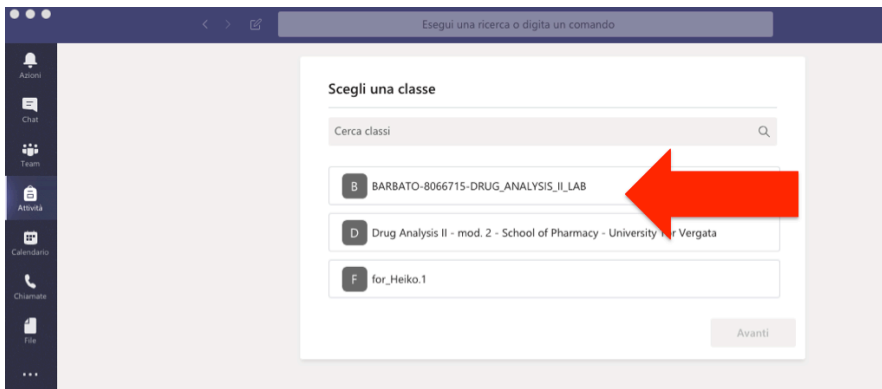 Esegui una ricerca o digita un comando
Azioni
Chat
Team
Attività
Calendario
Chiamate
File
Scegli una classe
Cerca classi
B BARBATO-8066715-DRUG_ANALYSIS_II_LAB
D Drug Analysis II - mod. 2 - School of Pharmacy - University Vergata
F for_Heiko.1
Avanti